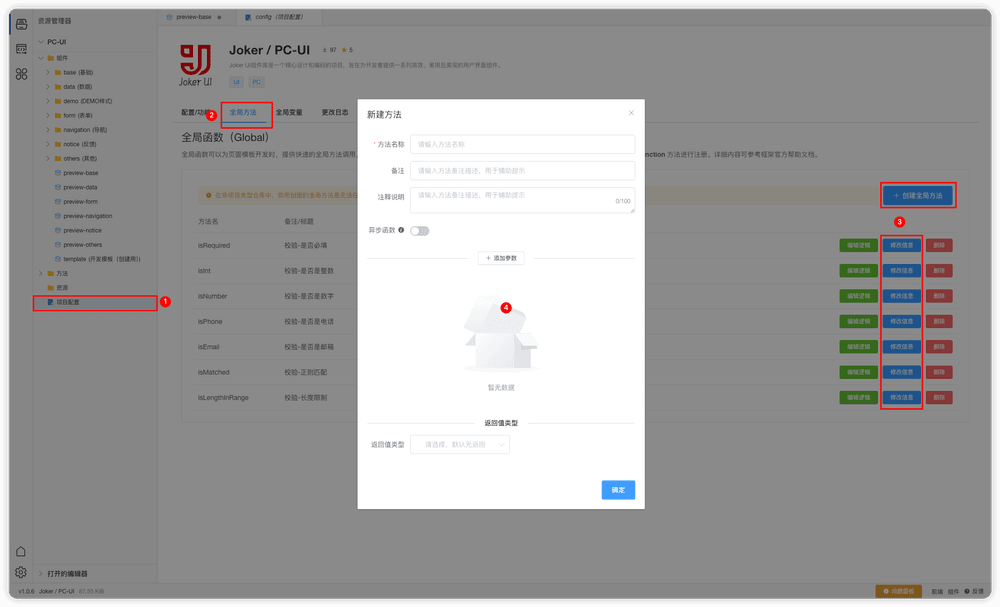 资源管理器
preview-base
config（项目配置）
PC-UI
组件
base (基础)
data (数据)
demo (DEMO样式)
form (表单)
navigation (导航)
notice (反馈)
others (其他)
preview-base
preview-data
preview-form
preview-navigation
preview-notice
preview-others
template (开发模板（创建用）)
方法
资源
项目配置
1
Joker UI
Joker / PC-UI
97
5
Joker UI组件库是一个精心设计和编码的项目，旨在为开发者提供一系列高效、易用且美观的用户界面组件。
UI
PC
配置/功能
2
全局方法
全局变量
更改日志
全局函数（Global）
全局函数可以为页面模板开发时，提供快速的全局方法调用，
nction 方法进行注册，详细内容可参考框架官方帮助文档。
创建全局方法
3
方法名
备注/标题
isRequired
校验-是否必填
编辑逻辑
修改信息
删除
isInt
校验-是否是整数
编辑逻辑
修改信息
删除
isNumber
校验-是否是数字
编辑逻辑
修改信息
删除
isPhone
校验-是否是电话
编辑逻辑
修改信息
删除
isEmail
校验-是否是邮箱
编辑逻辑
修改信息
删除
isMatched
校验-正则匹配
编辑逻辑
修改信息
删除
isLengthInRange
校验-长度限制
编辑逻辑
修改信息
删除
新建方法
* 方法名称
请输入方法名称
备注
请输入方法备注描述，用于辅助提示
注释说明
请输入方法备注描述，用于辅助提示
0/100
异步函数
添加参数
4
暂无数据
返回值类型
返回值类型
请选择，默认无返回
确定
打开的编辑器
v1.0.6
Joker / PC-UI
问题面板
前端
组件
反馈